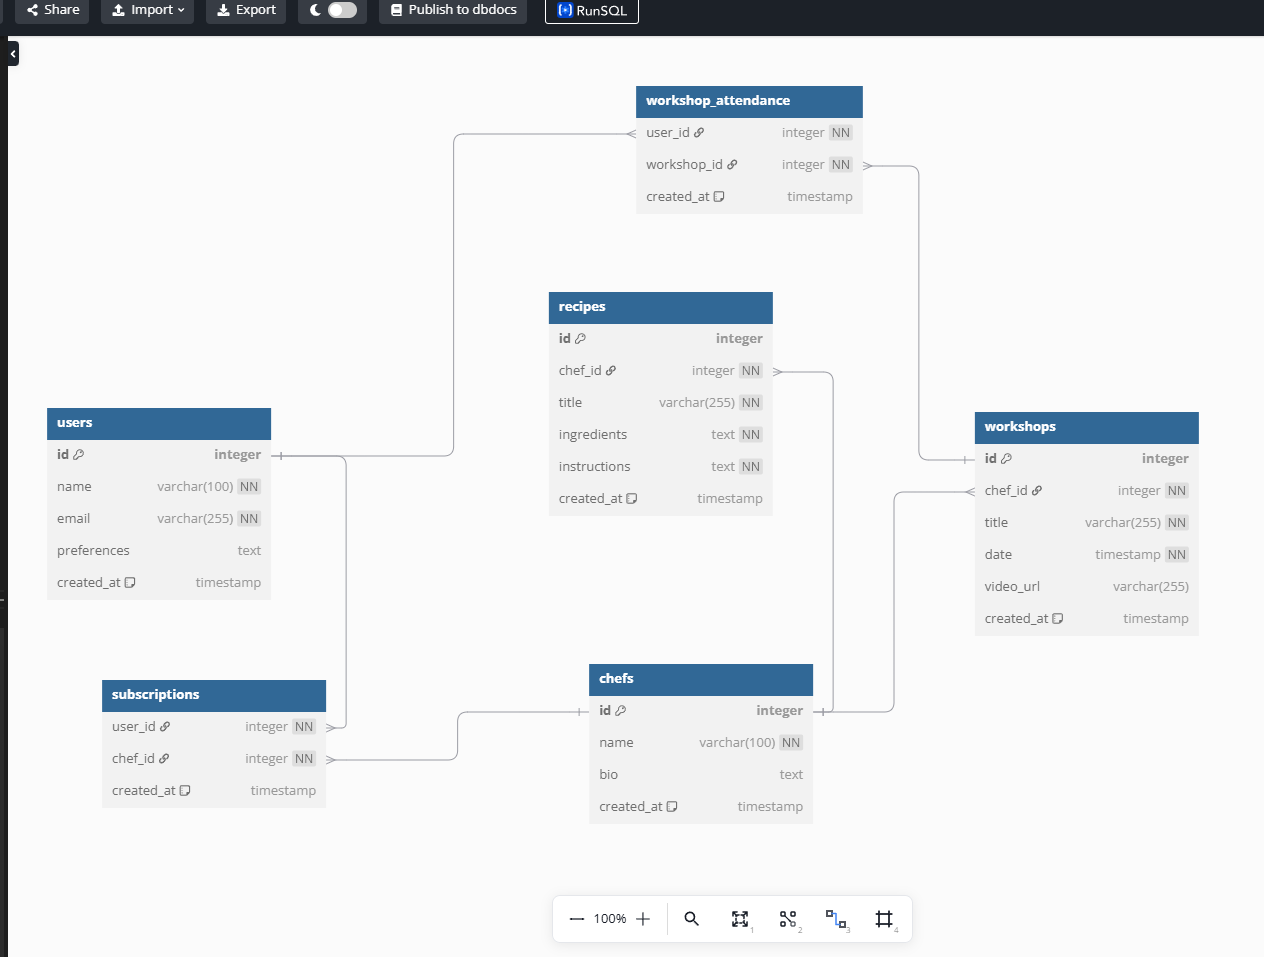 Share Import Export Publish to dbdocs RunSQL
workshop_attendance
user_id integer NN
workshop_id integer NN
created_at timestamp
recipes
id integer
chef_id integer NN
title varchar(255) NN
ingredients text NN
instructions text NN
created_at timestamp
users
id integer
name varchar(100) NN
email varchar(255) NN
preferences text
created_at timestamp
workshops
id integer
chef_id integer NN
title varchar(255) NN
date timestamp NN
video_url varchar(255)
created_at timestamp
subscriptions
user_id integer NN
chef_id integer NN
created_at timestamp
chefs
id integer
name varchar(100) NN
bio text
created_at timestamp
100% 1 2 3 4